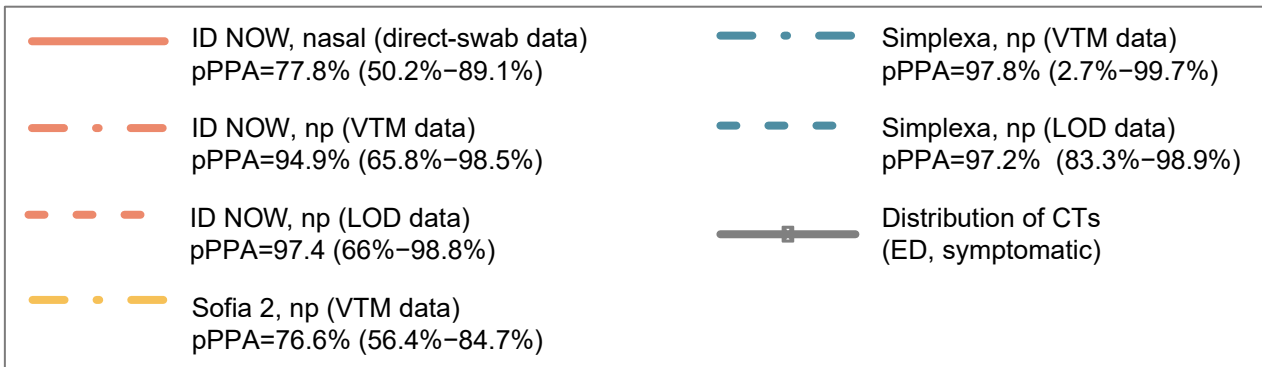 ID NOW, nasal (direct-swab data)
pPPA=77.8% (50.2%−89.1%)
ID NOW, np (VTM data)
pPPA=94.9% (65.8%−98.5%)
ID NOW, np (LOD data)
pPPA=97.4 (66%−98.8%)
Sofia 2, np (VTM data)
pPPA=76.6% (56.4%−84.7%)
Simplexa, np (VTM data)
pPPA=97.8% (2.7%−99.7%)
Simplexa, np (LOD data)
pPPA=97.2%  (83.3%−98.9%)
Distribution of CTs
(ED, symptomatic)